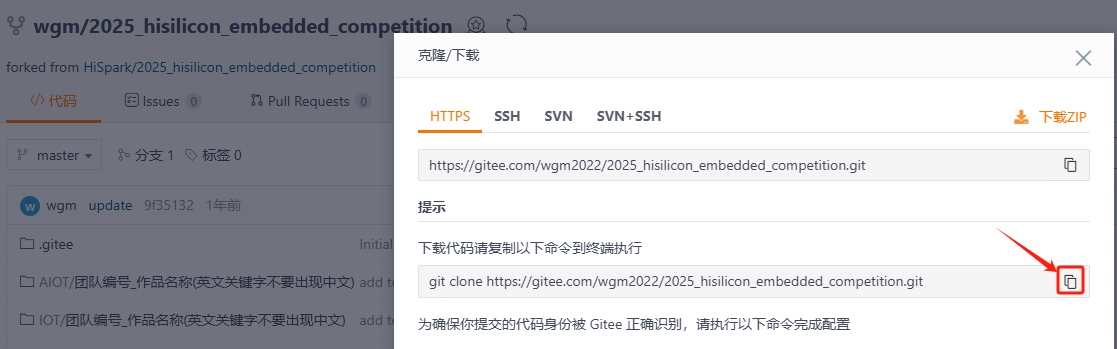 wgm/2025_hisilicon_embedded_competition
forked from HiSpark/2025_hisilicon_embedded_competition
代码 Issues 0 Pull Requests 0
master 分支 1 标签 0
w wgm update 9f35132 1年前
.gitee Initial
AIOT/团队编号_作品名称(英文关键字不要出现中文) add te
IOT/团队编号_作品名称(英文关键字不要出现中文) add te
克隆/下载
HTTPS SSH SVN SVN+SSH 下载ZIP
https://gitee.com/wgm2022/2025_hisilicon_embedded_competition.git
提示
下载代码请复制以下命令到终端执行
git clone https://gitee.com/wgm2022/2025_hisilicon_embedded_competition.git
为确保你提交的代码身份被 Gitee 正确识别，请执行以下命令完成配置